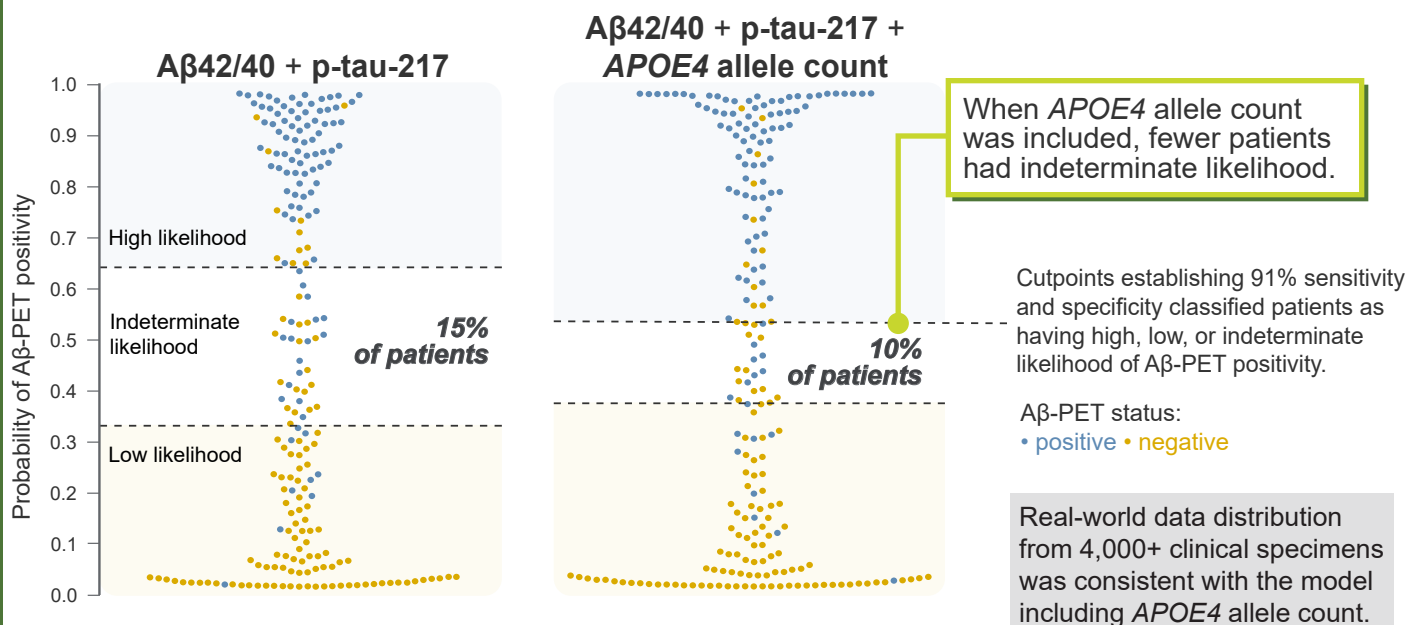 Aβ42/40 + p-tau-217
Aβ42/40 + p-tau-217 +
APOE4 allele count
Probability of Aβ-PET positivity
1.0
0.9
0.8
0.7
0.6
0.5
0.4
0.3
0.2
0.1
0.0
High likelihood
Indeterminate
likelihood
Low likelihood
15%
of patients
10%
of patients
When APOE4 allele count
was included, fewer patients
had indeterminate likelihood.
Cutpoints establishing 91% sensitivity
and specificity classified patients as
having high, low, or indeterminate
likelihood of Aβ-PET positivity.
Aβ-PET status:
• positive • negative
Real-world data distribution
from 4,000+ clinical specimens
was consistent with the model
including APOE4 allele count.